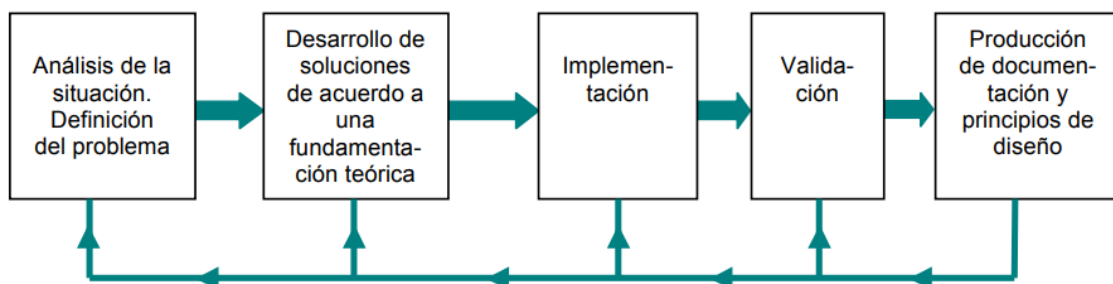 Análisis de la
situación.
Definición
del problema
Desarrollo de
soluciones
de acuerdo a
una
fundamenta-
ción teórica
Implemen-
tación
Valida-
ción
Producción
de documen-
tación y
principios de
diseño